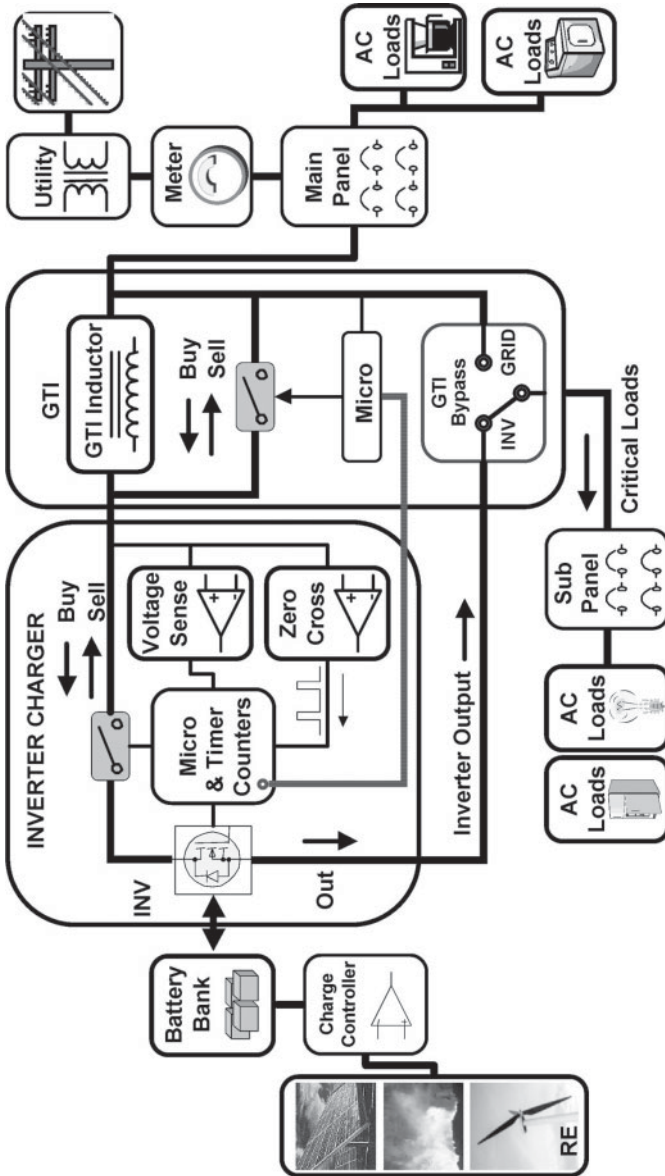 Utility
Meter
Main
Panel
AC
Loads
AC
Loads
GTI
GTI Inductor
Buy
Sell
Micro
GTI
Bypass
INV
GRID
INVERTER CHARGER
Buy
Sell
Voltage
Sense
Zero
Cross
Micro
& Timer
Counters
INV
Out
Inverter Output
Critical Loads
Sub
Panel
AC
Loads
AC
Loads
Battery
Bank
Charge
Controller
RE